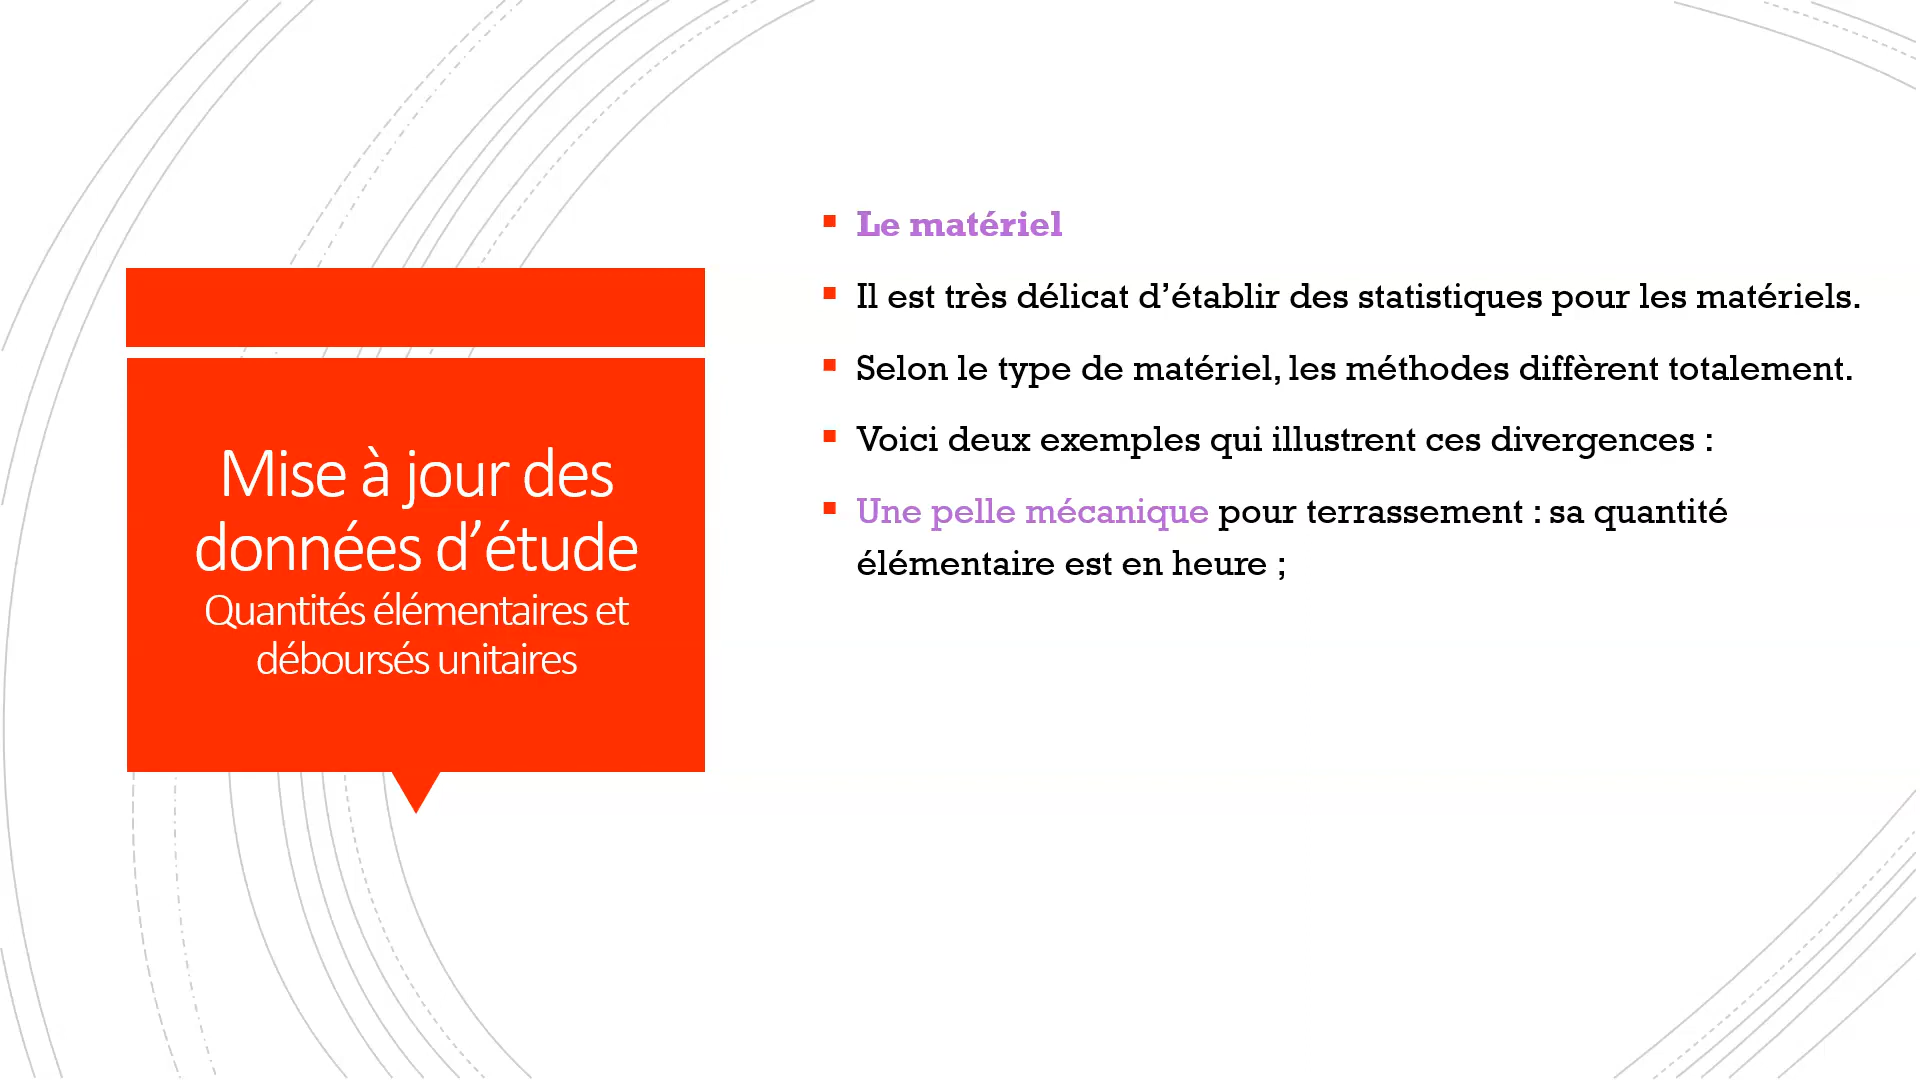 Mise à jour des
données d’étude
Quantités élémentaires et
déboursés unitaires
Le matériel
Il est très délicat d’établir des statistiques pour les matériels.
Selon le type de matériel, les méthodes diffèrent totalement.
Voici deux exemples qui illustrent ces divergences :
Une pelle mécanique pour terrassement : sa quantité
élémentaire est en heure ;